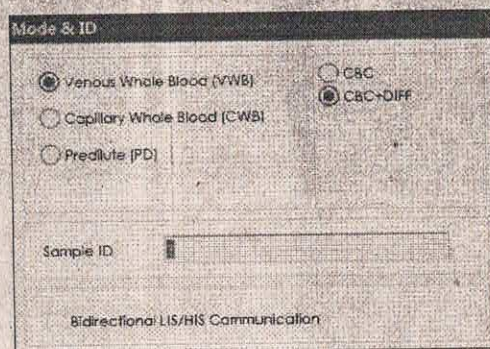 Mode & ID
Venous Whole Blood (VWB)
CBC
CBC+DIFF
Capillary Whole Blood (CWB)
Predilute (PD)
Sample ID
Bidirectional LIS/HIS Communication